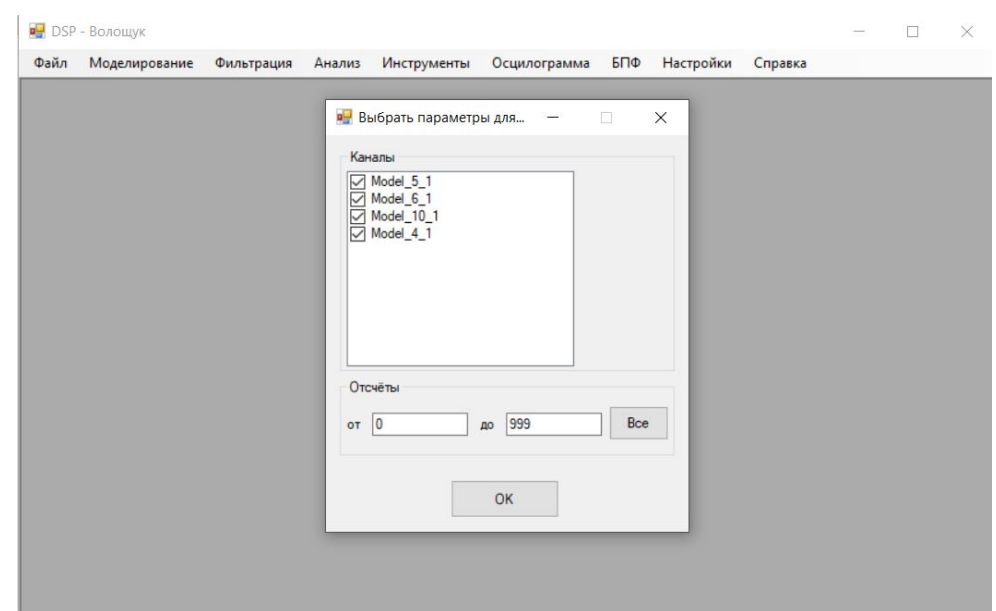 DSP - Волощук
Файл Моделирование Фильтрация Анализ Инструменты Осцилограмма БПФ Настройки Справка
Выбрать параметры для...
Каналы
Model_5_1
Model_6_1
Model_10_1
Model_4_1
Отсчёты
от 0 до 999 Все
OK